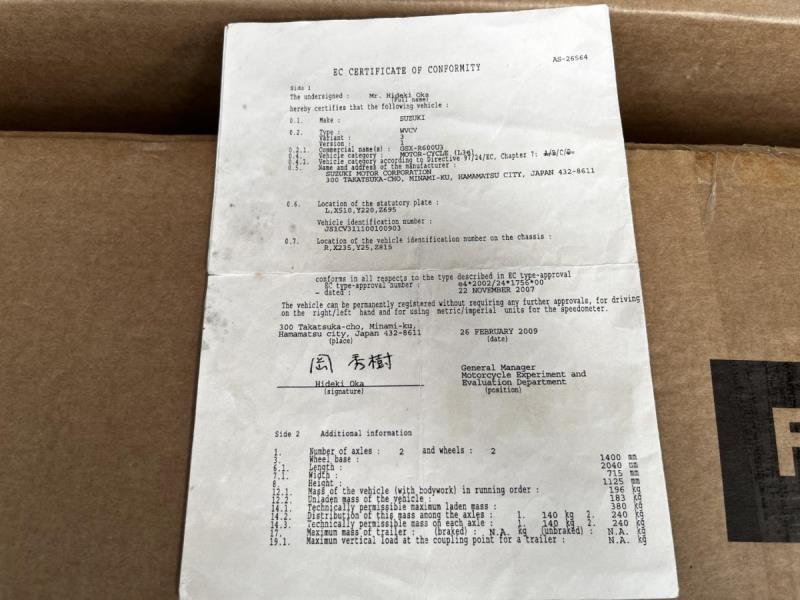 AS-26564
EC CERTIFICATE OF CONFORMITY
Side 1
The undersigned : Mr. Hideki Oka
(Full name)
hereby certifies that the following vehicle :
0.1. Make : SUZUKI
0.2. Type : WVCV
Variant : 3
Version : 1
0.2.1. Commercial name(s) : GSX-R600U3
0.4. Vehicle category : MOTOR-CYCLE (L3e)
0.4.1. Vehicle category according to Directive 97/24/EC, Chapter 7: A/B/C/D.
0.5. Name and address of the manufacturer :
SUZUKI MOTOR CORPORATION
300 TAKATSUKA-CHO, MINAMI-KU, HAMAMATSU CITY, JAPAN 432-8611
0.6. Location of the statutory plate :
L,X510,Y220,Z695
Vehicle identification number :
JS1CV311100100903
0.7. Location of the vehicle identification number on the chassis :
R,X235,Y25,Z815
conforms in all respects to the type described in EC type-approval
EC type-approval number : e4*2002/24*1756*00
- dated : 22 NOVEMBER 2007
The vehicle can be permanently registered without requiring any further approvals, for driving
on the right/left hand and for using metric/imperial units for the speedometer.
300 Takatsuka-cho, Minami-ku,
Hamamatsu city, Japan 432-8611 26 FEBRUARY 2009
(place) (date)
岡 秀樹
General Manager
Motorcycle Experiment and
Hideki Oka Evaluation Department
(signature) (position)
Side 2 Additional information
1. Number of axles : 2 and wheels : 2
3. Wheel base : 1400 mm
6.1. Length : 2040 mm
7.1. Width : 715 mm
8. Height : 1125 mm
12.1. Mass of the vehicle (with bodywork) in running order : 196 kg
12.2. Unladen mass of the vehicle : 183 kg
14.1. Technically permissible maximum laden mass : 380 kg
14.2. Distribution of this mass among the axles : 1. 140 kg 2. 240 kg
14.3. Technically permissible mass on each axle : 1. 140 kg 2. 240 kg
17. Maximum mass of trailer : (braked) : N.A. kg (unbraked) : N.A. kg
19.1. Maximum vertical load at the coupling point for a trailer : N.A. kg
F